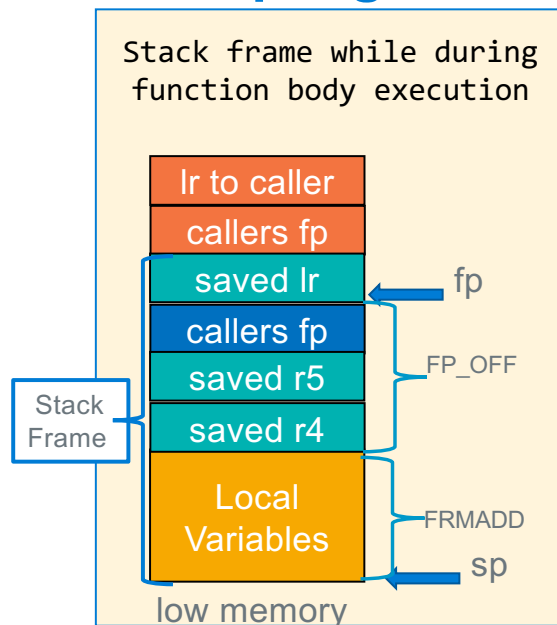 Stack frame while during
function body execution
lr to caller
callers fp
saved lr
fp
callers fp
saved r5
FP_OFF
Stack
Frame
saved r4
Local
Variables
FRMADD
sp
low memory